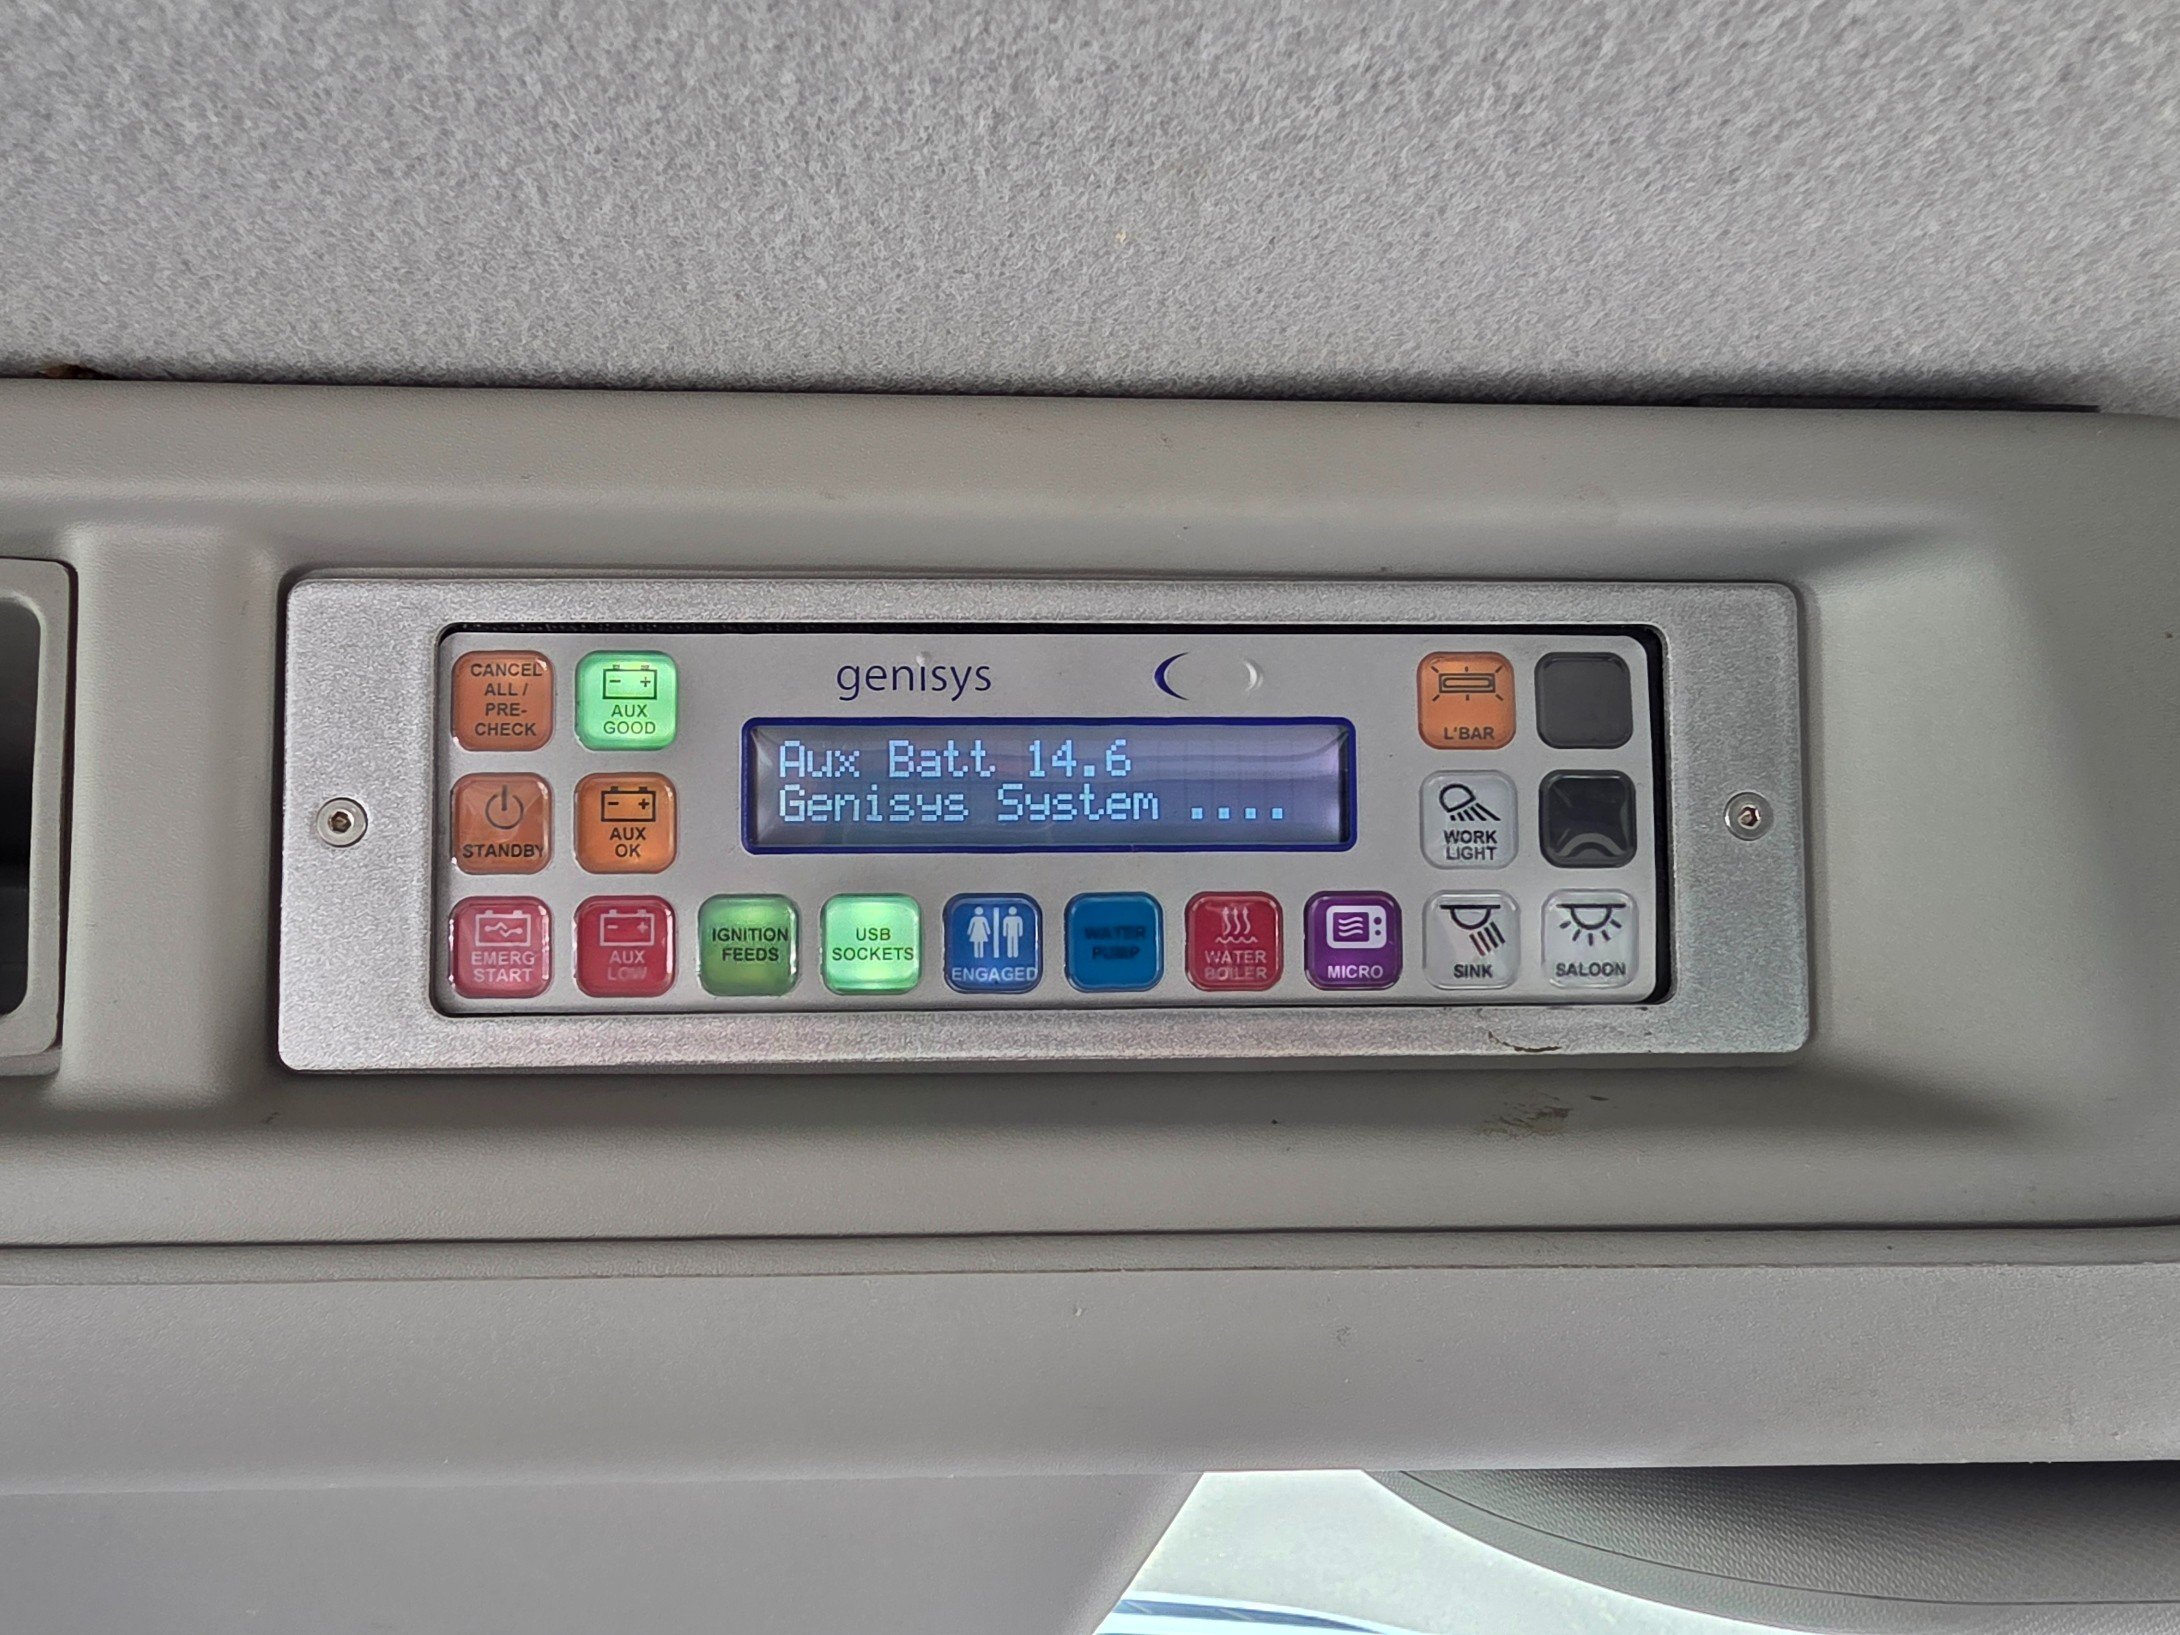 genisys
CANCEL
ALL /
PRE-
CHECK
AUX
GOOD
Aux Batt 14.6
Genisys System ....
L'BAR
STANDBY
AUX
OK
WORK
LIGHT
EMERG
START
AUX
LOW
IGNITION
FEEDS
USB
SOCKETS
ENGAGED
WATER
PUMP
WATER
BOILER
MICRO
SINK
SALOON